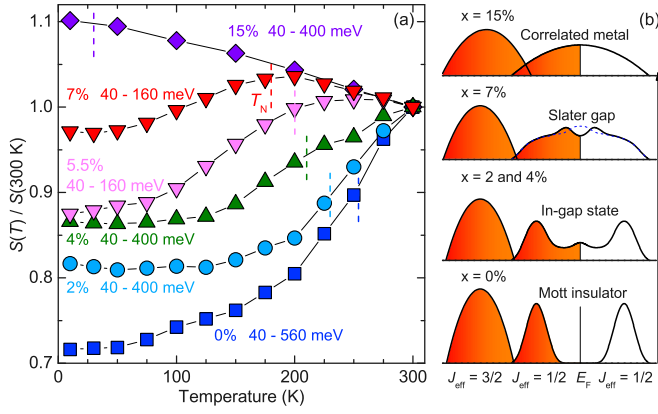 (a)
1.1
1.0
0.9
0.8
0.7
S(T) / S(300 K)
15% 40 - 400 meV
7% 40 - 160 meV
T_N
5.5%
40 - 160 meV
4% 40 - 400 meV
2% 40 - 400 meV
0% 40 - 560 meV
0 100 200 300
Temperature (K)
(b)
x = 15%
Correlated metal
x = 7%
Slater gap
x = 2 and 4%
In-gap state
x = 0%
Mott insulator
J_eff = 3/2 J_eff = 1/2 E_F J_eff = 1/2